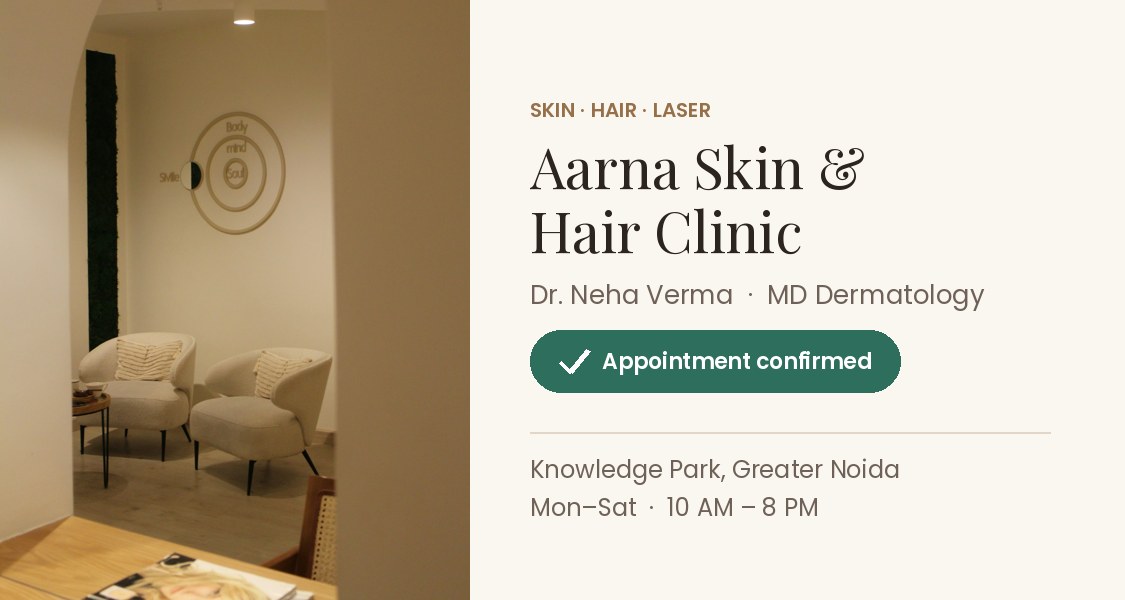 Body
mind
Soul
Smile
SKIN · HAIR · LASER
Aarna Skin &
Hair Clinic
Dr. Neha Verma · MD Dermatology
Appointment confirmed
Knowledge Park, Greater Noida
Mon–Sat · 10 AM – 8 PM